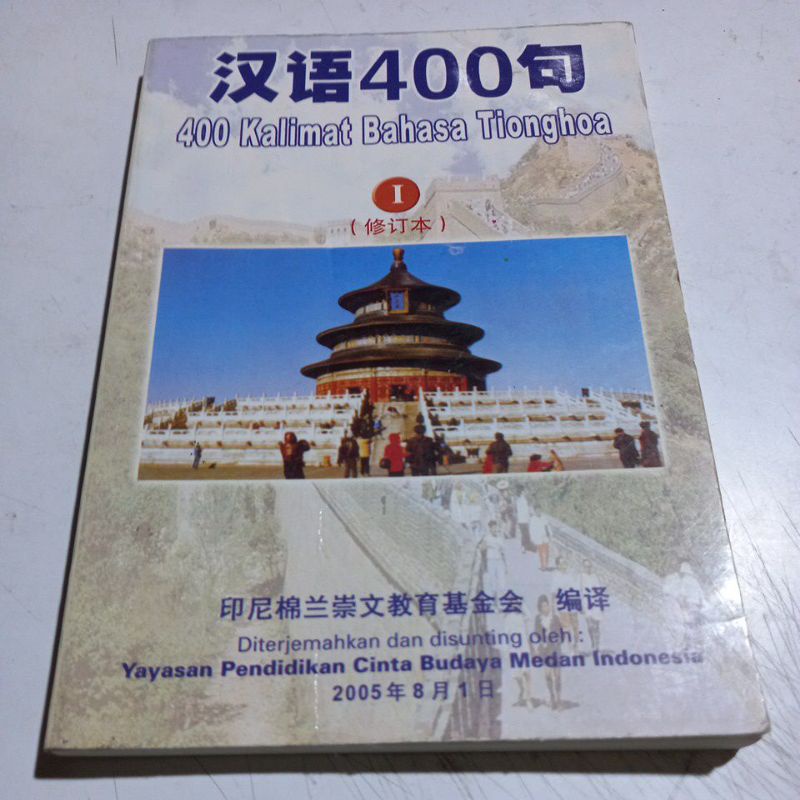 汉语400句
400 Kalimat Bahasa Tionghoa
I
（修订本）
印尼棉兰崇文教育基金会 编译
Diterjemahkan dan disunting oleh :
Yayasan Pendidikan Cinta Budaya Medan Indonesia
2005年8月1日